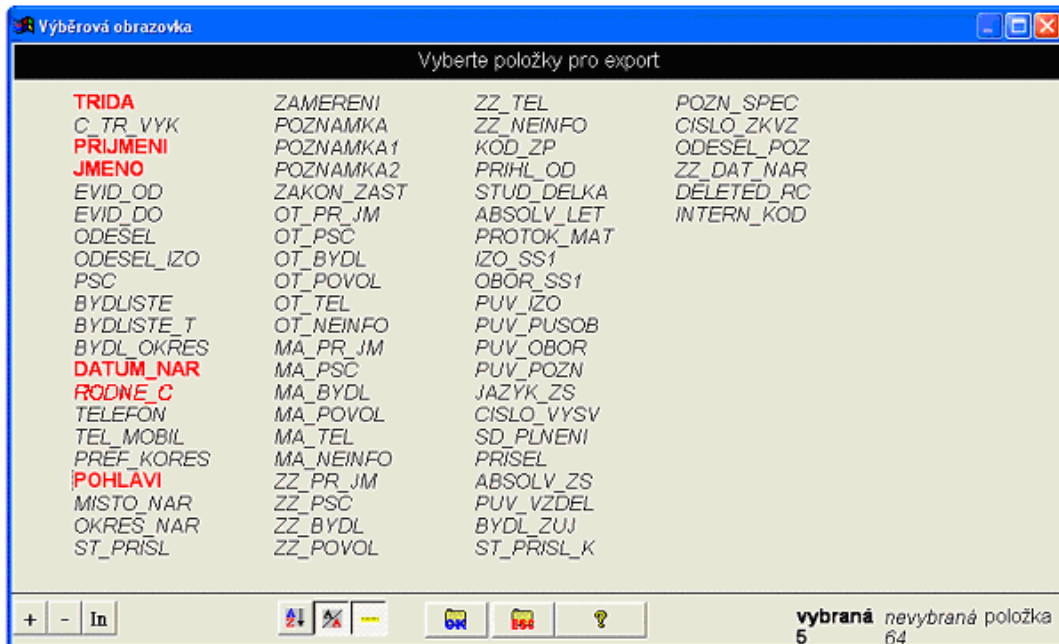 Výběrová obrazovka
Vyberte položky pro export
TRIDA
C_TR_VYK
PRIJMENI
JMENO
EVID_OD
EVID_DO
ODESEL
ODESEL_IZO
PSC
BYDLISTE
BYDLISTE_T
BYDL_OKRES
DATUM_NAR
RODNE_C
TELEFON
TEL_MOBIL
PREF_KORES
POHLAVI
MISTO_NAR
OKRES_NAR
ST_PRISL
ZAMERENI
POZNAMKA
POZNAMKA1
POZNAMKA2
ZAKON_ZAST
OT_PR_JM
OT_PSC
OT_BYDL
OT_POVOL
OT_TEL
OT_NEINFO
MA_PR_JM
MA_PSC
MA_BYDL
MA_POVOL
MA_TEL
MA_NEINFO
ZZ_PR_JM
ZZ_PSC
ZZ_BYDL
ZZ_POVOL
ZZ_TEL
ZZ_NEINFO
KOD_ZP
PRIHL_OD
STUD_DELKA
ABSOLV_LET
PROTOK_MAT
IZO_SS1
OBOR_SS1
PUV_IZO
PUV_PUSOB
PUV_OBOR
PUV_POZN
JAZYK_ZS
CISLO_VYSV
SD_PLNENI
PRISEL
ABSOLV_ZS
PUV_VZDEL
BYDL_ZUJ
ST_PRISL_K
POZN_SPEC
CISLO_ZKVZ
ODESEL_POZ
ZZ_DAT_NAR
DELETED_RC
INTERN_KOD
+ - In A Z A/X OK ESC ? vybraná nevybraná položka
5 64